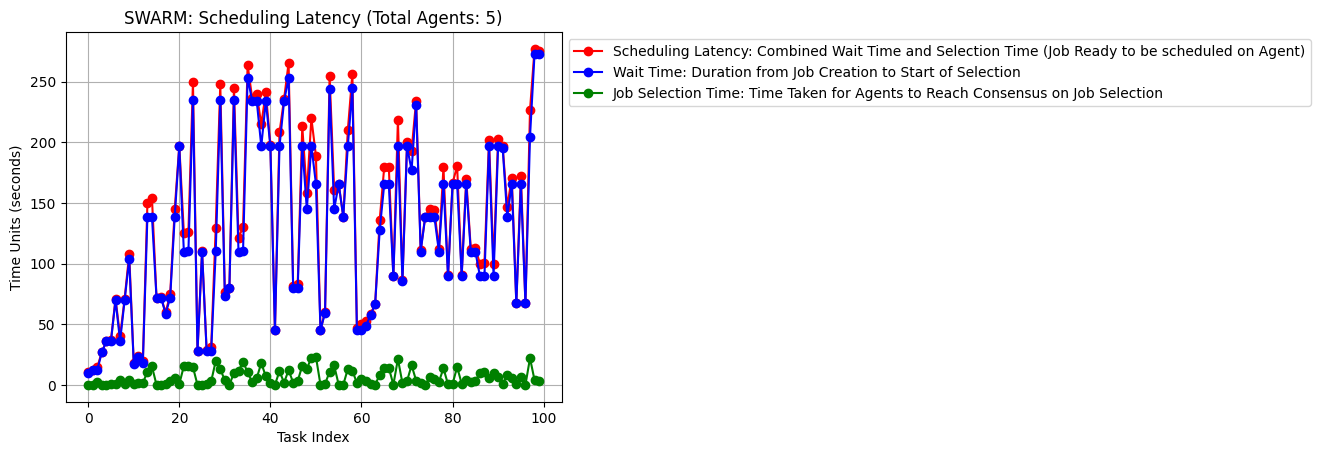 SWARM: Scheduling Latency (Total Agents: 5)
Scheduling Latency: Combined Wait Time and Selection Time (Job Ready to be scheduled on Agent)
Wait Time: Duration from Job Creation to Start of Selection
Job Selection Time: Time Taken for Agents to Reach Consensus on Job Selection
Time Units (seconds)
250
200
150
100
50
0
0 20 40 60 80 100
Task Index